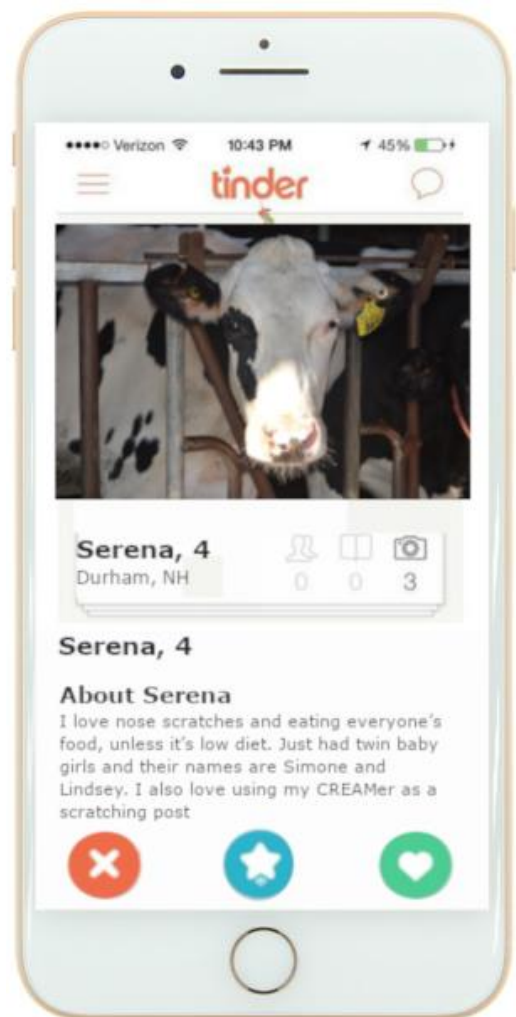 Verizon 10:43 PM 45%
tinder
Serena, 4
Durham, NH
0 0 3
Serena, 4
About Serena
I love nose scratches and eating everyone's
food, unless it's low diet. Just had twin baby
girls and their names are Simone and
Lindsey. I also love using my CREAMer as a
scratching post